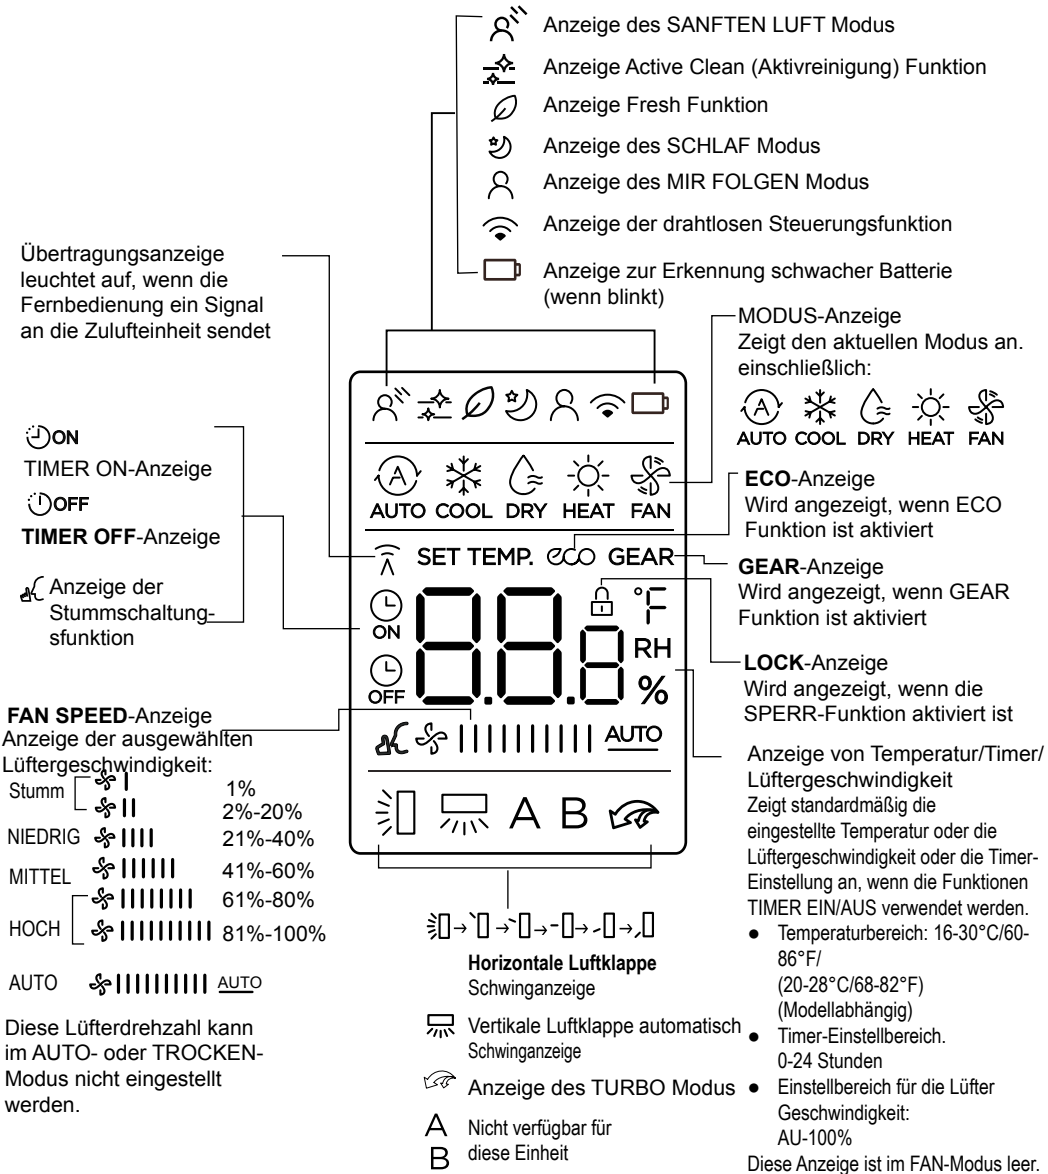 Anzeige des SANFTEN LUFT Modus
Anzeige Active Clean (Aktivreinigung) Funktion
Anzeige Fresh Funktion
Anzeige des SCHLAF Modus
Anzeige des MIR FOLGEN Modus
Anzeige der drahtlosen Steuerungsfunktion
Anzeige zur Erkennung schwacher Batterie
(wenn blinkt)
Übertragungsanzeige
leuchtet auf, wenn die
Fernbedienung ein Signal
an die Zulufteinheit sendet
ON
TIMER ON-Anzeige
OFF
TIMER OFF-Anzeige
Anzeige der
Stummschaltung-
sfunktion
FAN SPEED-Anzeige
Anzeige der ausgewählten
Lüftergeschwindigkeit:
Stumm 1%
2%-20%
NIEDRIG 21%-40%
MITTEL 41%-60%
61%-80%
HOCH 81%-100%
AUTO AUTO
Diese Lüfterdrehzahl kann
im AUTO- oder TROCKEN-
Modus nicht eingestellt
werden.
AUTO COOL DRY HEAT FAN
SET TEMP. eco GEAR
ON 88.8 °F
RH
OFF %
AUTO
A B
Horizontale Luftklappe
Schwinganzeige
Vertikale Luftklappe automatisch
Schwinganzeige
Anzeige des TURBO Modus
A Nicht verfügbar für
B diese Einheit
MODUS-Anzeige
Zeigt den aktuellen Modus an.
einschließlich:
A
AUTO COOL DRY HEAT FAN
ECO-Anzeige
Wird angezeigt, wenn ECO
Funktion ist aktiviert
GEAR-Anzeige
Wird angezeigt, wenn GEAR
Funktion ist aktiviert
LOCK-Anzeige
Wird angezeigt, wenn die
SPERR-Funktion aktiviert ist
Anzeige von Temperatur/Timer/
Lüftergeschwindigkeit
Zeigt standardmäßig die
eingestellte Temperatur oder die
Lüftergeschwindigkeit oder die Timer-
Einstellung an, wenn die Funktionen
TIMER EIN/AUS verwendet werden.
● Temperaturbereich: 16-30°C/60-
86°F/
(20-28°C/68-82°F)
(Modellabhängig)
● Timer-Einstellbereich.
0-24 Stunden
● Einstellbereich für die Lüfter
Geschwindigkeit:
AU-100%
Diese Anzeige ist im FAN-Modus leer.